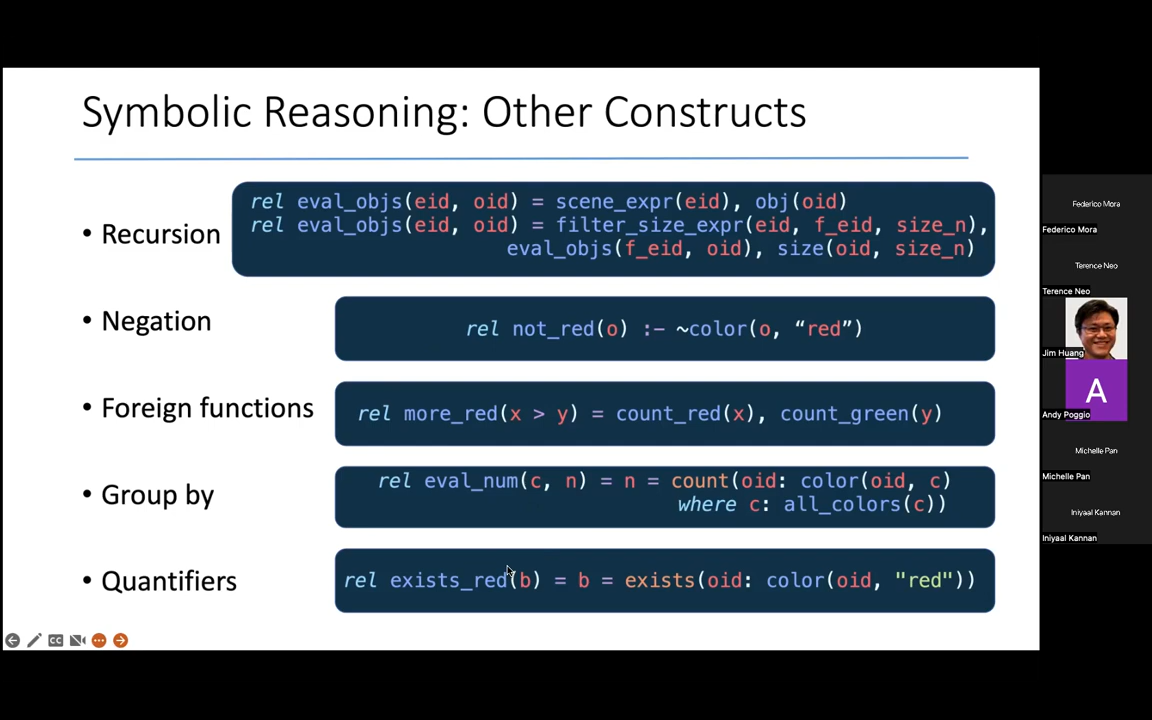 Symbolic Reasoning: Other Constructs
• Recursion
rel eval_objs(eid, oid) = scene_expr(eid), obj(oid)
rel eval_objs(eid, oid) = filter_size_expr(eid, f_eid, size_n),
eval_objs(f_eid, oid), size(oid, size_n)
• Negation
rel not_red(o) :- ~color(o, “red”)
• Foreign functions
rel more_red(x > y) = count_red(x), count_green(y)
• Group by
rel eval_num(c, n) = n = count(oid: color(oid, c)
where c: all_colors(c))
• Quantifiers
rel exists_red(b) = b = exists(oid: color(oid, "red"))
CC
Federico Mora
Federico Mora
Terence Neo
Terence Neo
Jim Huang
A
Andy Poggio
Michelle Pan
Michelle Pan
Iniyaal Kannan
Iniyaal Kannan